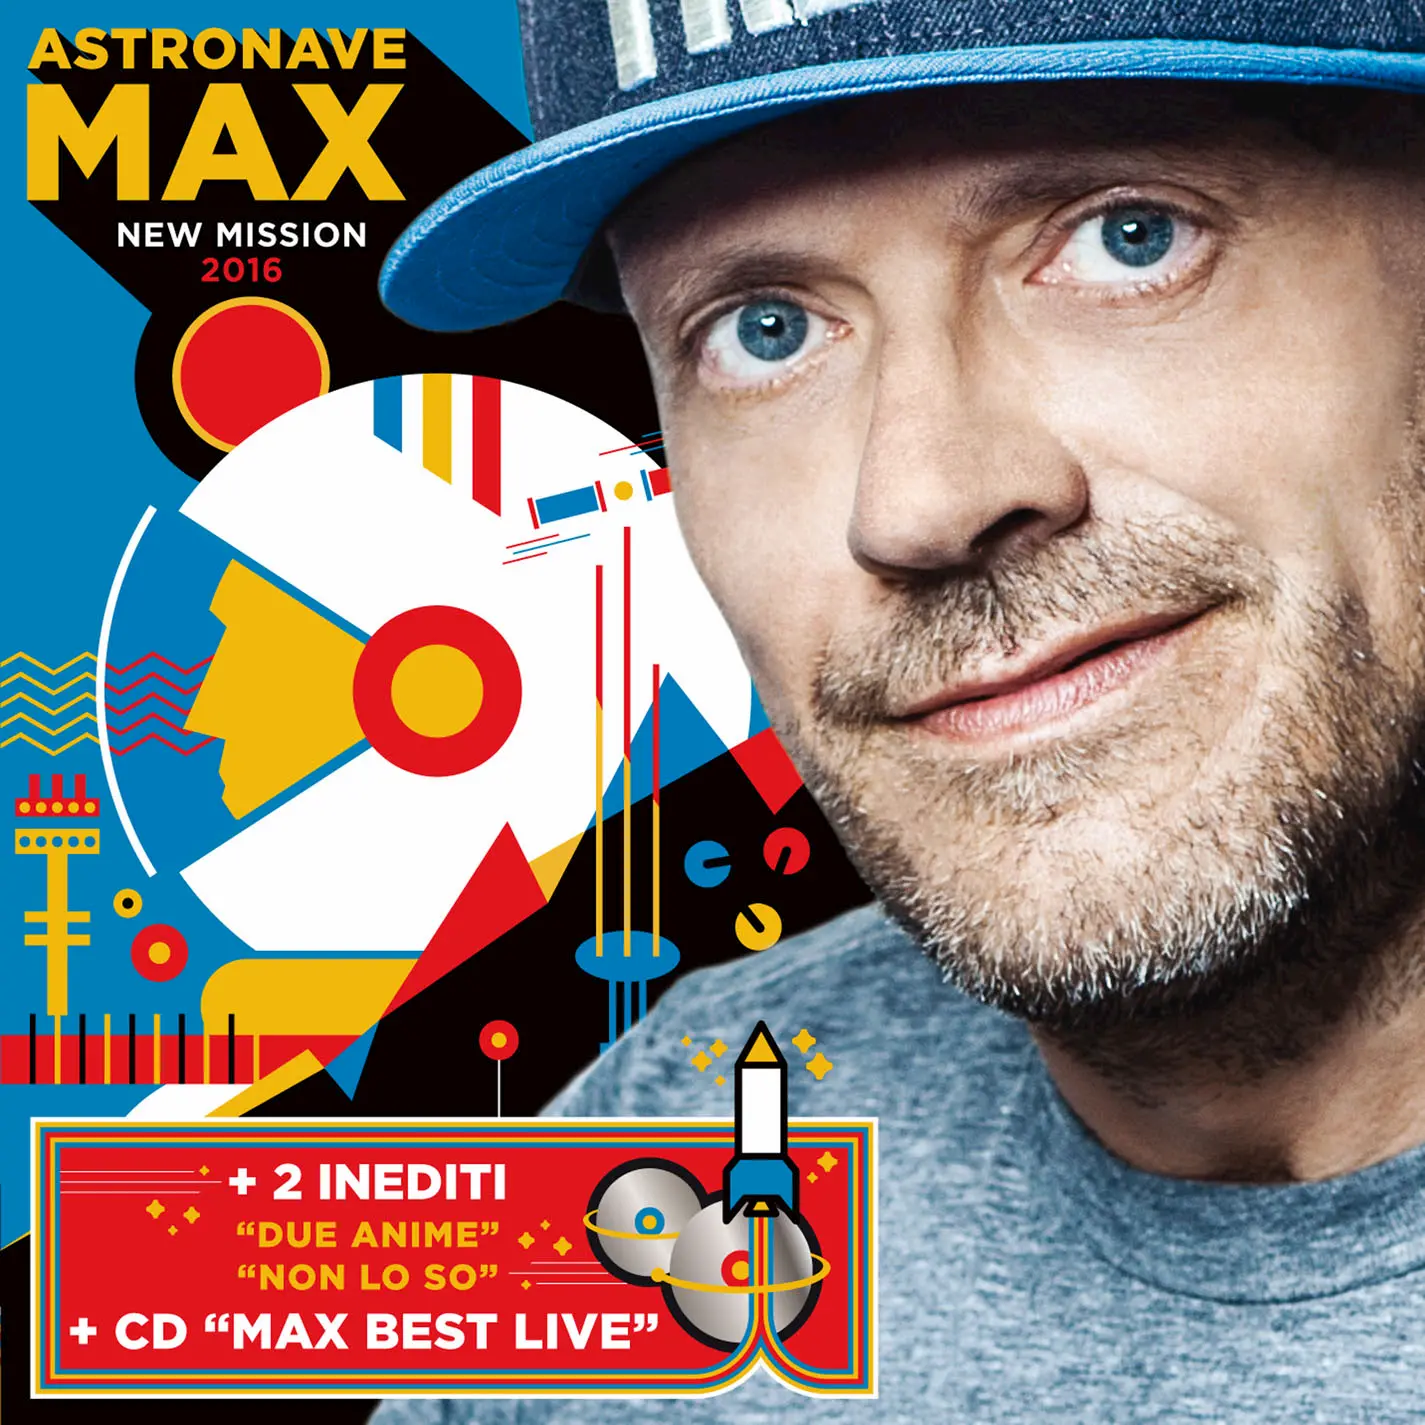 ASTRONAVE
MAX
NEW MISSION
2016
+ 2 INEDITI
“DUE ANIME”
“NON LO SO”
+ CD “MAX BEST LIVE”